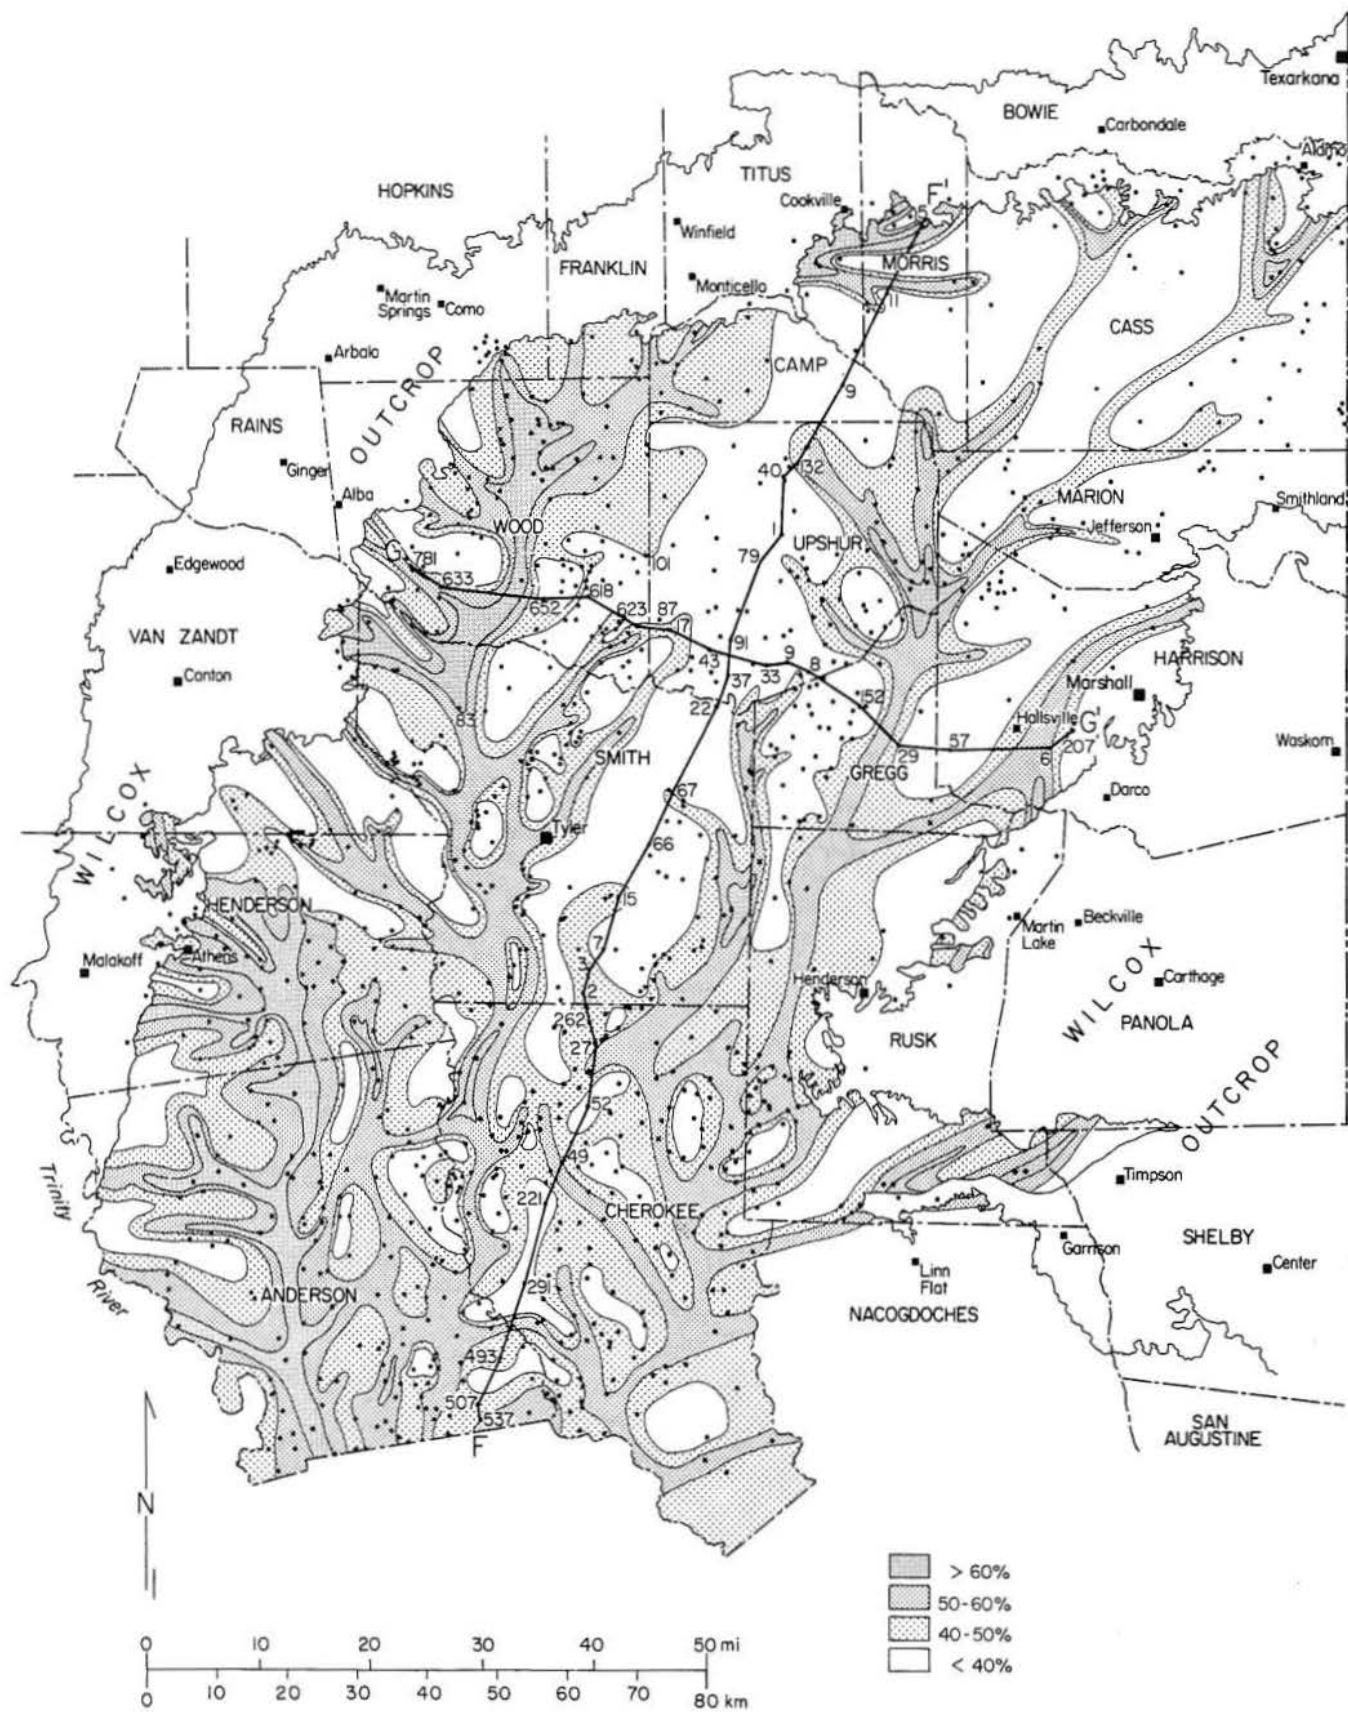 Texarkana
BOWIE
Carbondale
Alamo
TITUS
HOPKINS
Cookville
F'
5
Winfield
FRANKLIN
MORRIS
Monticello
Martin
Springs
Como
11
CASS
Arbala
OUTCROP
CAMP
9
RAINS
Ginger
40
132
Alba
WOOD
MARION
Smithland
Jefferson
1
G
781
UPSHUR
79
101
Edgewood
633
652
618
623
87
17
VAN ZANDT
91
43
33
9
8
HARRISON
Canton
37
Marshall
22
152
83
Hallsville
G'
SMITH
29
57
6
207
Waskom
GREGG
67
Darco
WILCOX
Tyler
66
15
HENDERSON
Martin
Lake
Beckville
Malakoff
Athens
7
3
Henderson
WILCOX
Carthage
2
262
RUSK
PANOLA
27
52
OUTCROP
49
Timpson
Trinity
221
CHEROKEE
Garrison
SHELBY
Center
Linn
Flat
River
291
ANDERSON
NACOGDOCHES
493
507
537
F
SAN
AUGUSTINE
N
> 60%
50-60%
40-50%
< 40%
0 10 20 30 40 50 mi
0 10 20 30 40 50 60 70 80 km